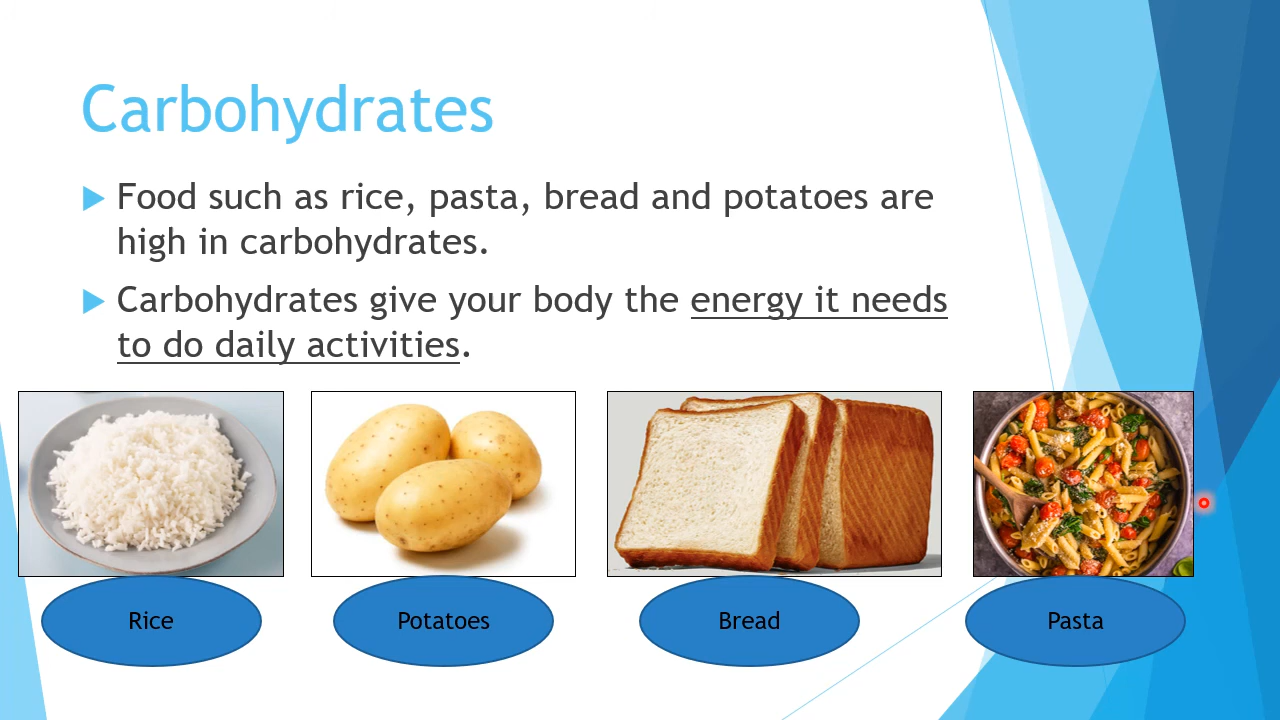 Carbohydrates
Food such as rice, pasta, bread and potatoes are
high in carbohydrates.
Carbohydrates give your body the energy it needs
to do daily activities.
Rice
Potatoes
Bread
Pasta